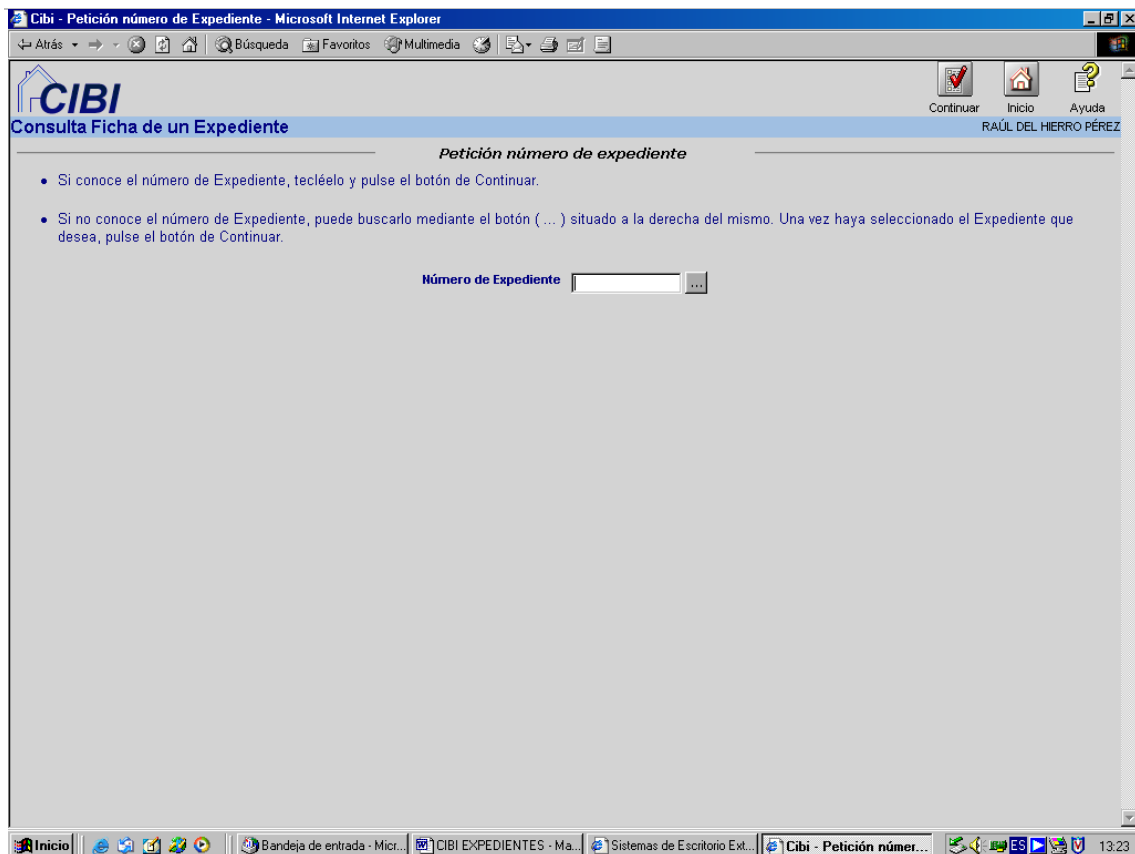 Cibi - Petición número de Expediente - Microsoft Internet Explorer
Atrás Búsqueda Favoritos Multimedia
CIBI
Continuar Inicio Ayuda
Consulta Ficha de un Expediente RAÚL DEL HIERRO PÉREZ
Petición número de expediente
• Si conoce el número de Expediente, tecléelo y pulse el botón de Continuar.
• Si no conoce el número de Expediente, puede buscarlo mediante el botón ( ... ) situado a la derecha del mismo. Una vez haya seleccionado el Expediente que
desea, pulse el botón de Continuar.
Número de Expediente ...
Inicio Bandeja de entrada - Micr... CIBI EXPEDIENTES - Ma... Sistemas de Escritorio Ext... Cibi - Petición númer... ES 13:23